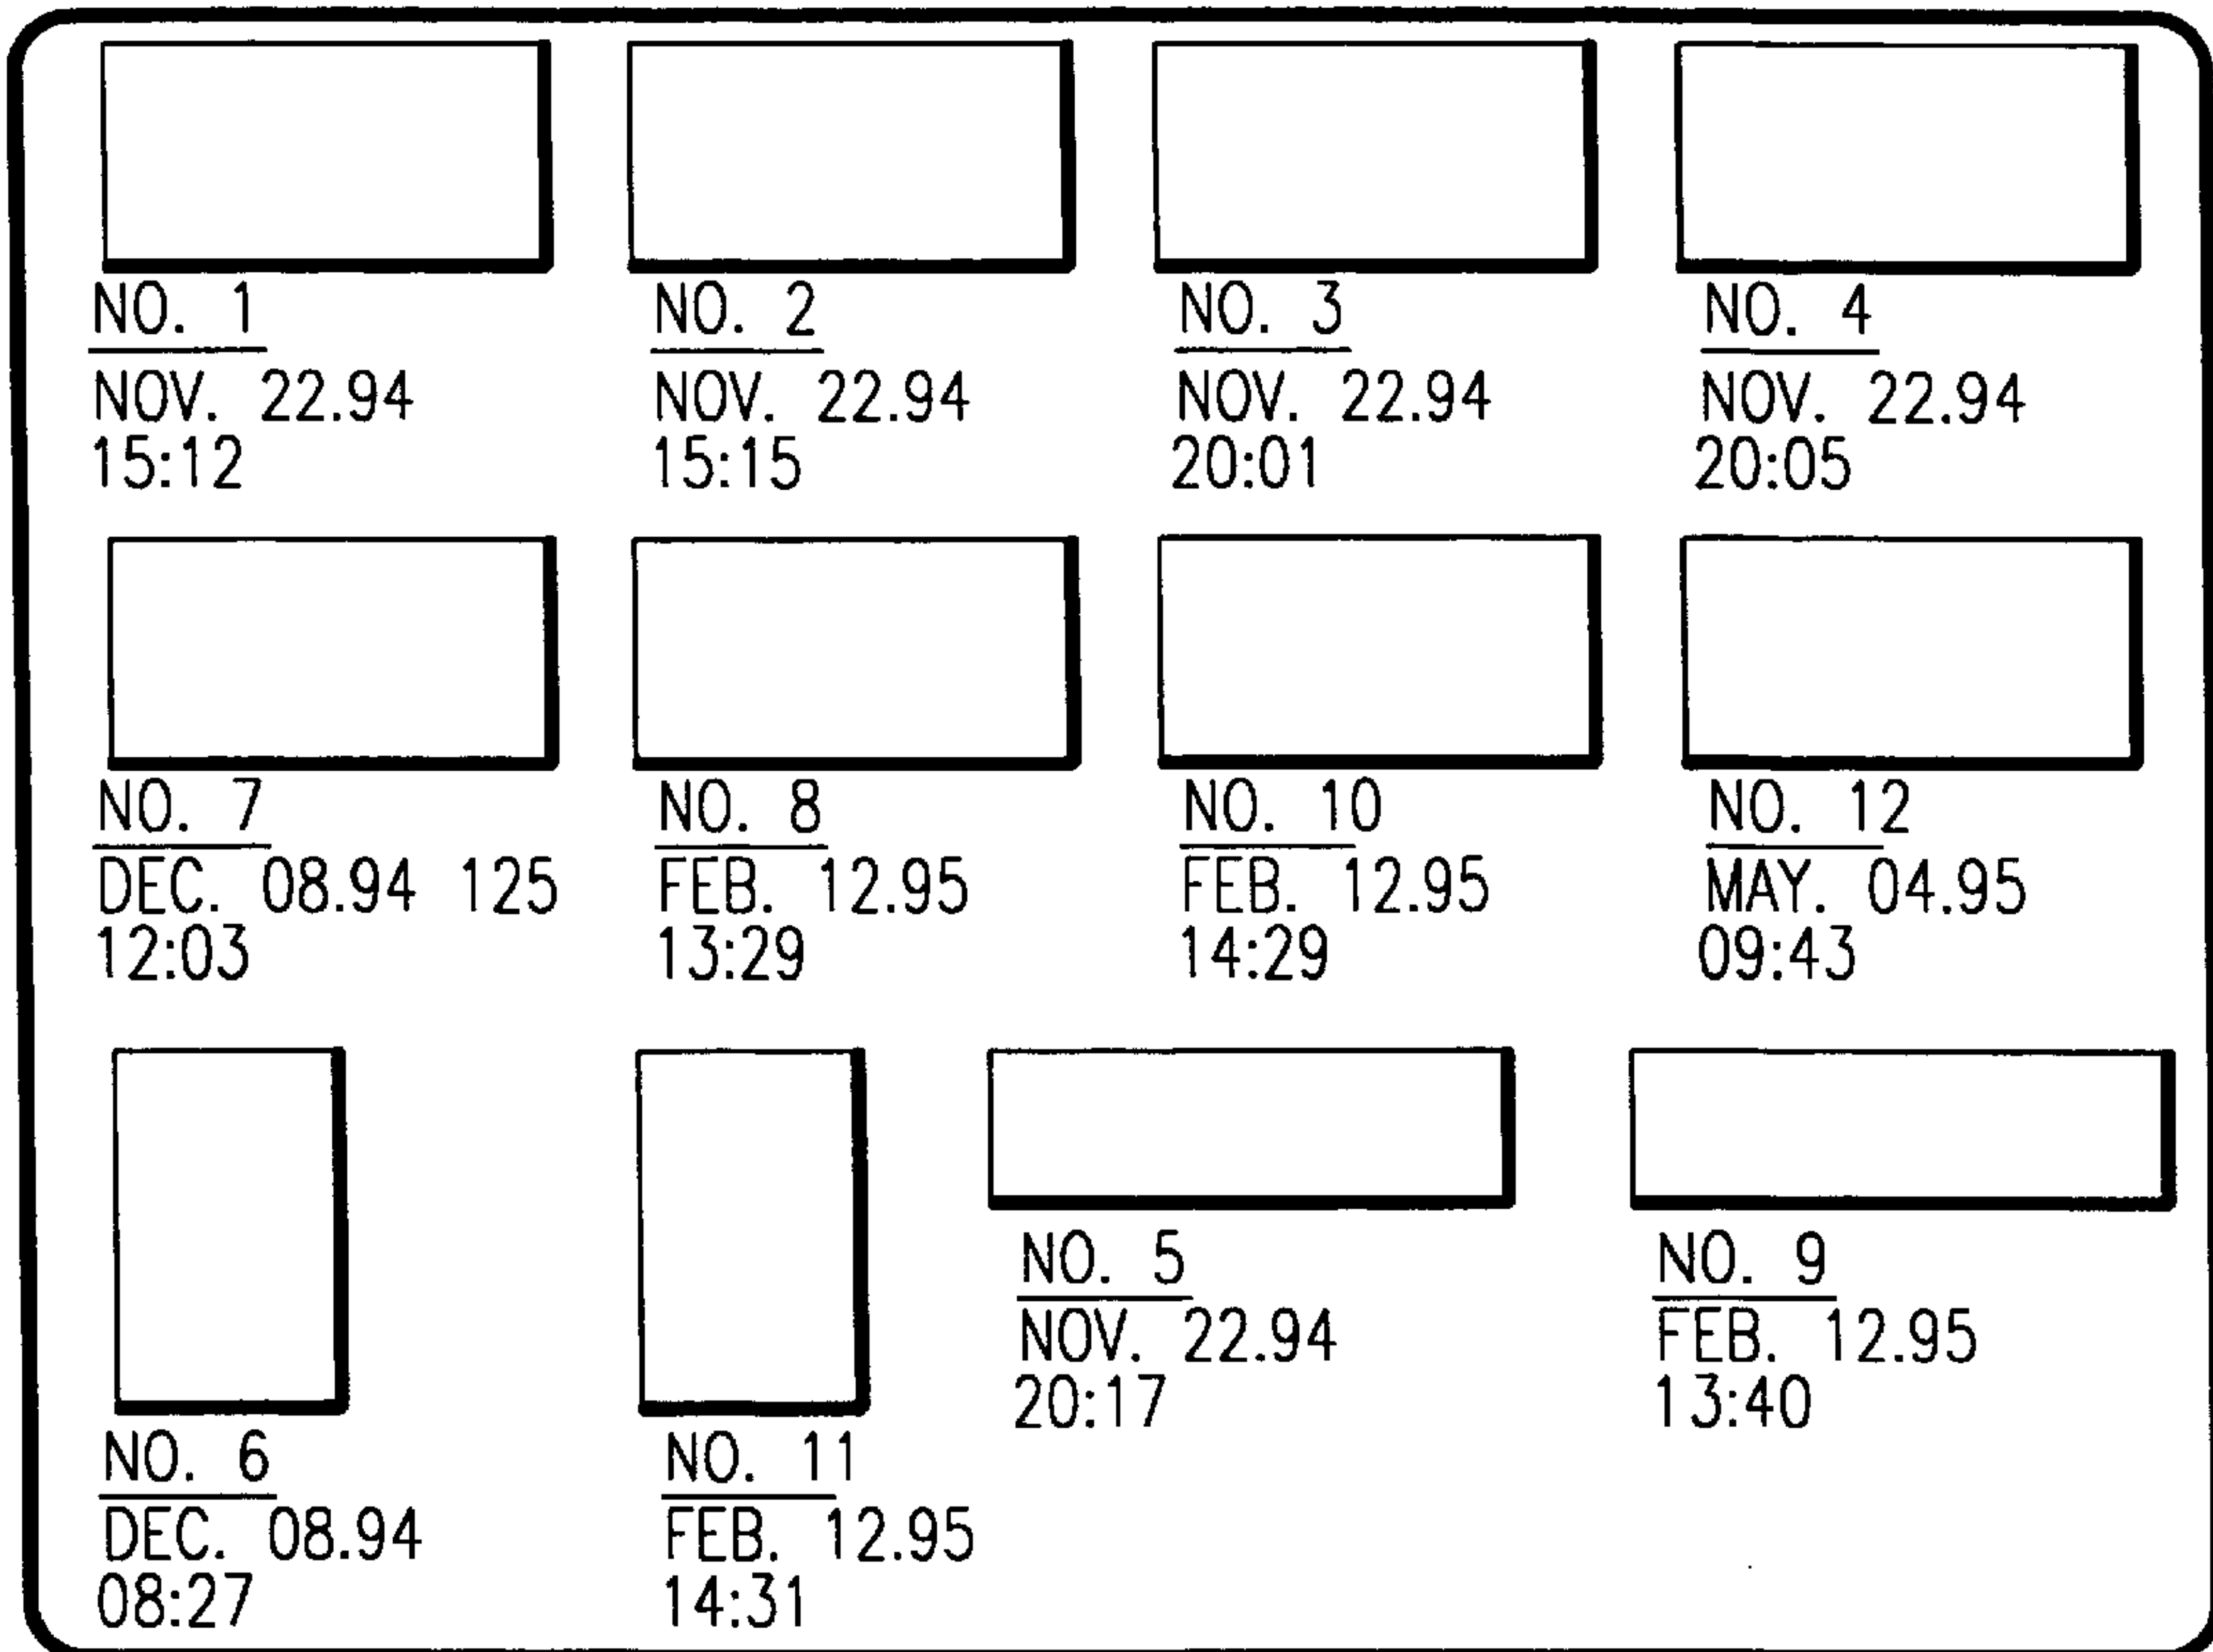 NO. 1
NOV. 22.94
15:12
NO. 2
NOV. 22.94
15:15
NO. 3
NOV. 22.94
20:01
NO. 4
NOV. 22.94
20:05
NO. 7
DEC. 08.94 125
12:03
NO. 8
FEB. 12.95
13:29
NO. 10
FEB. 12.95
14:29
NO. 12
MAY. 04.95
09:43
NO. 6
DEC. 08.94
08:27
NO. 11
FEB. 12.95
14:31
NO. 5
NOV. 22.94
20:17
NO. 9
FEB. 12.95
13:40